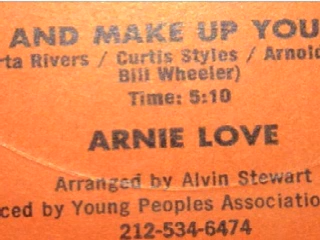 AND MAKE UP YOU
rta Rivers / Curtis Styles / Arnold
Bill Wheeler)
Time: 5:10
ARNIE LOVE
Arranged by Alvin Stewart
ced by Young Peoples Association
212-534-6474